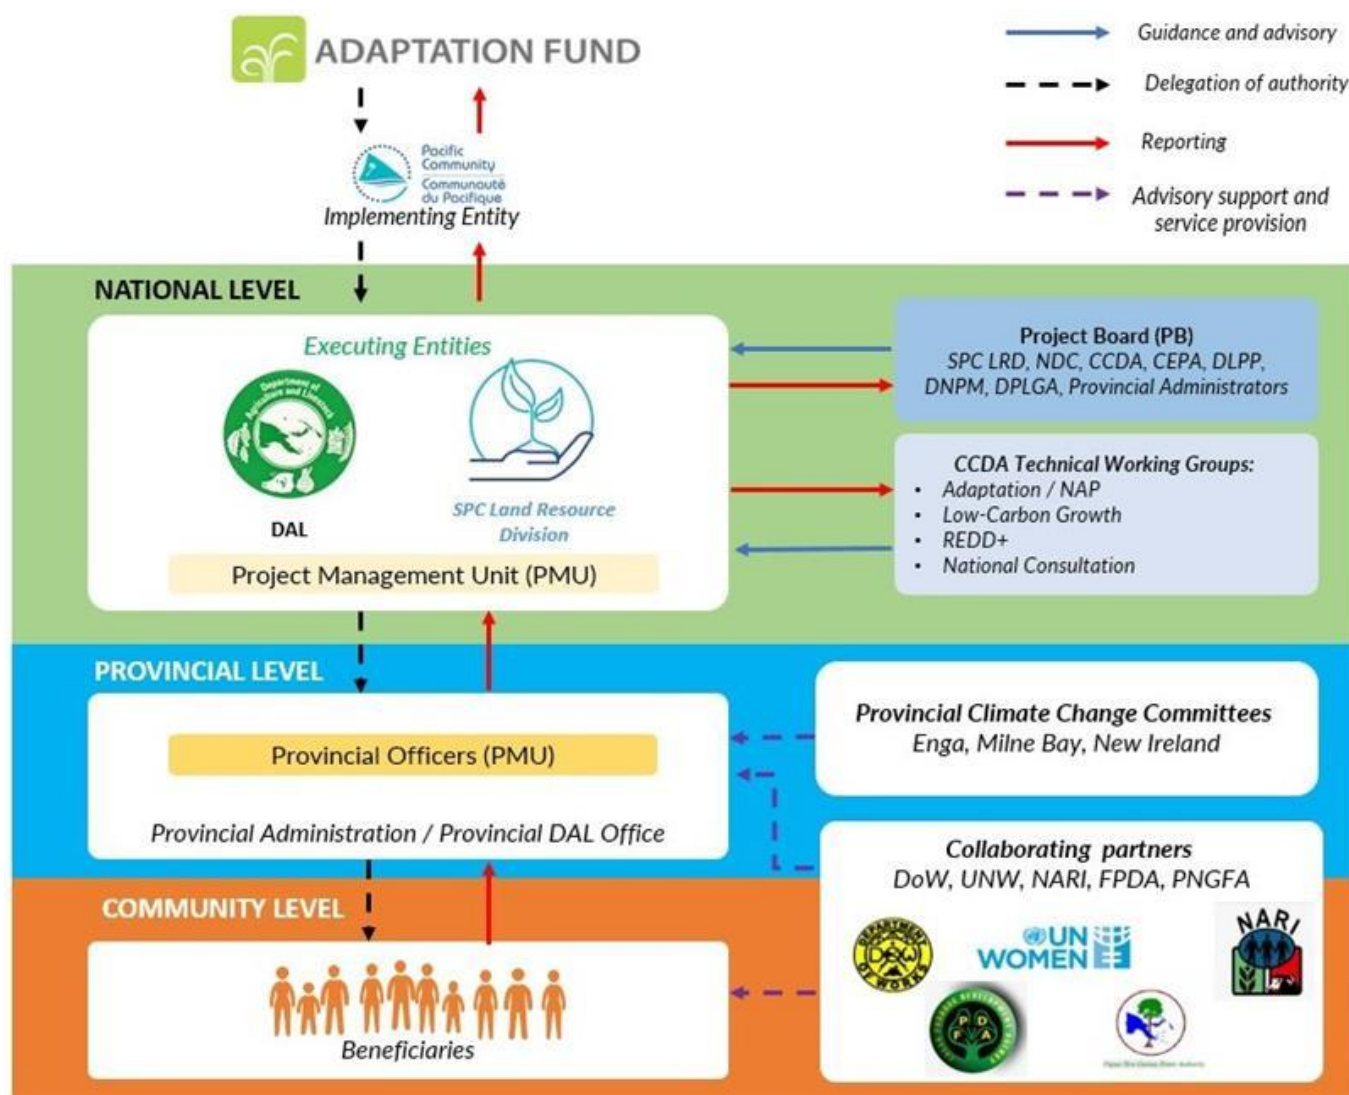 ADAPTATION FUND
Guidance and advisory
Delegation of authority
Reporting
Advisory support and
service provision
Pacific
Community
Communauté
du Pacifique
Implementing Entity
NATIONAL LEVEL
Executing Entities
Department of
Agriculture and Livestock
DAL
SPC Land Resource
Division
Project Management Unit (PMU)
Project Board (PB)
SPC LRD, NDC, CCDA, CEPA, DLPP,
DNPM, DPLGA, Provincial Administrators
CCDA Technical Working Groups:
• Adaptation / NAP
• Low-Carbon Growth
• REDD+
• National Consultation
PROVINCIAL LEVEL
Provincial Officers (PMU)
Provincial Administration / Provincial DAL Office
Provincial Climate Change Committees
Enga, Milne Bay, New Ireland
Collaborating partners
DoW, UNW, NARI, FPDA, PNGFA
DEPARTMENT
DOW
OF WORKS
UN
WOMEN
NARI
P D
F A
COMMUNITY LEVEL
Beneficiaries